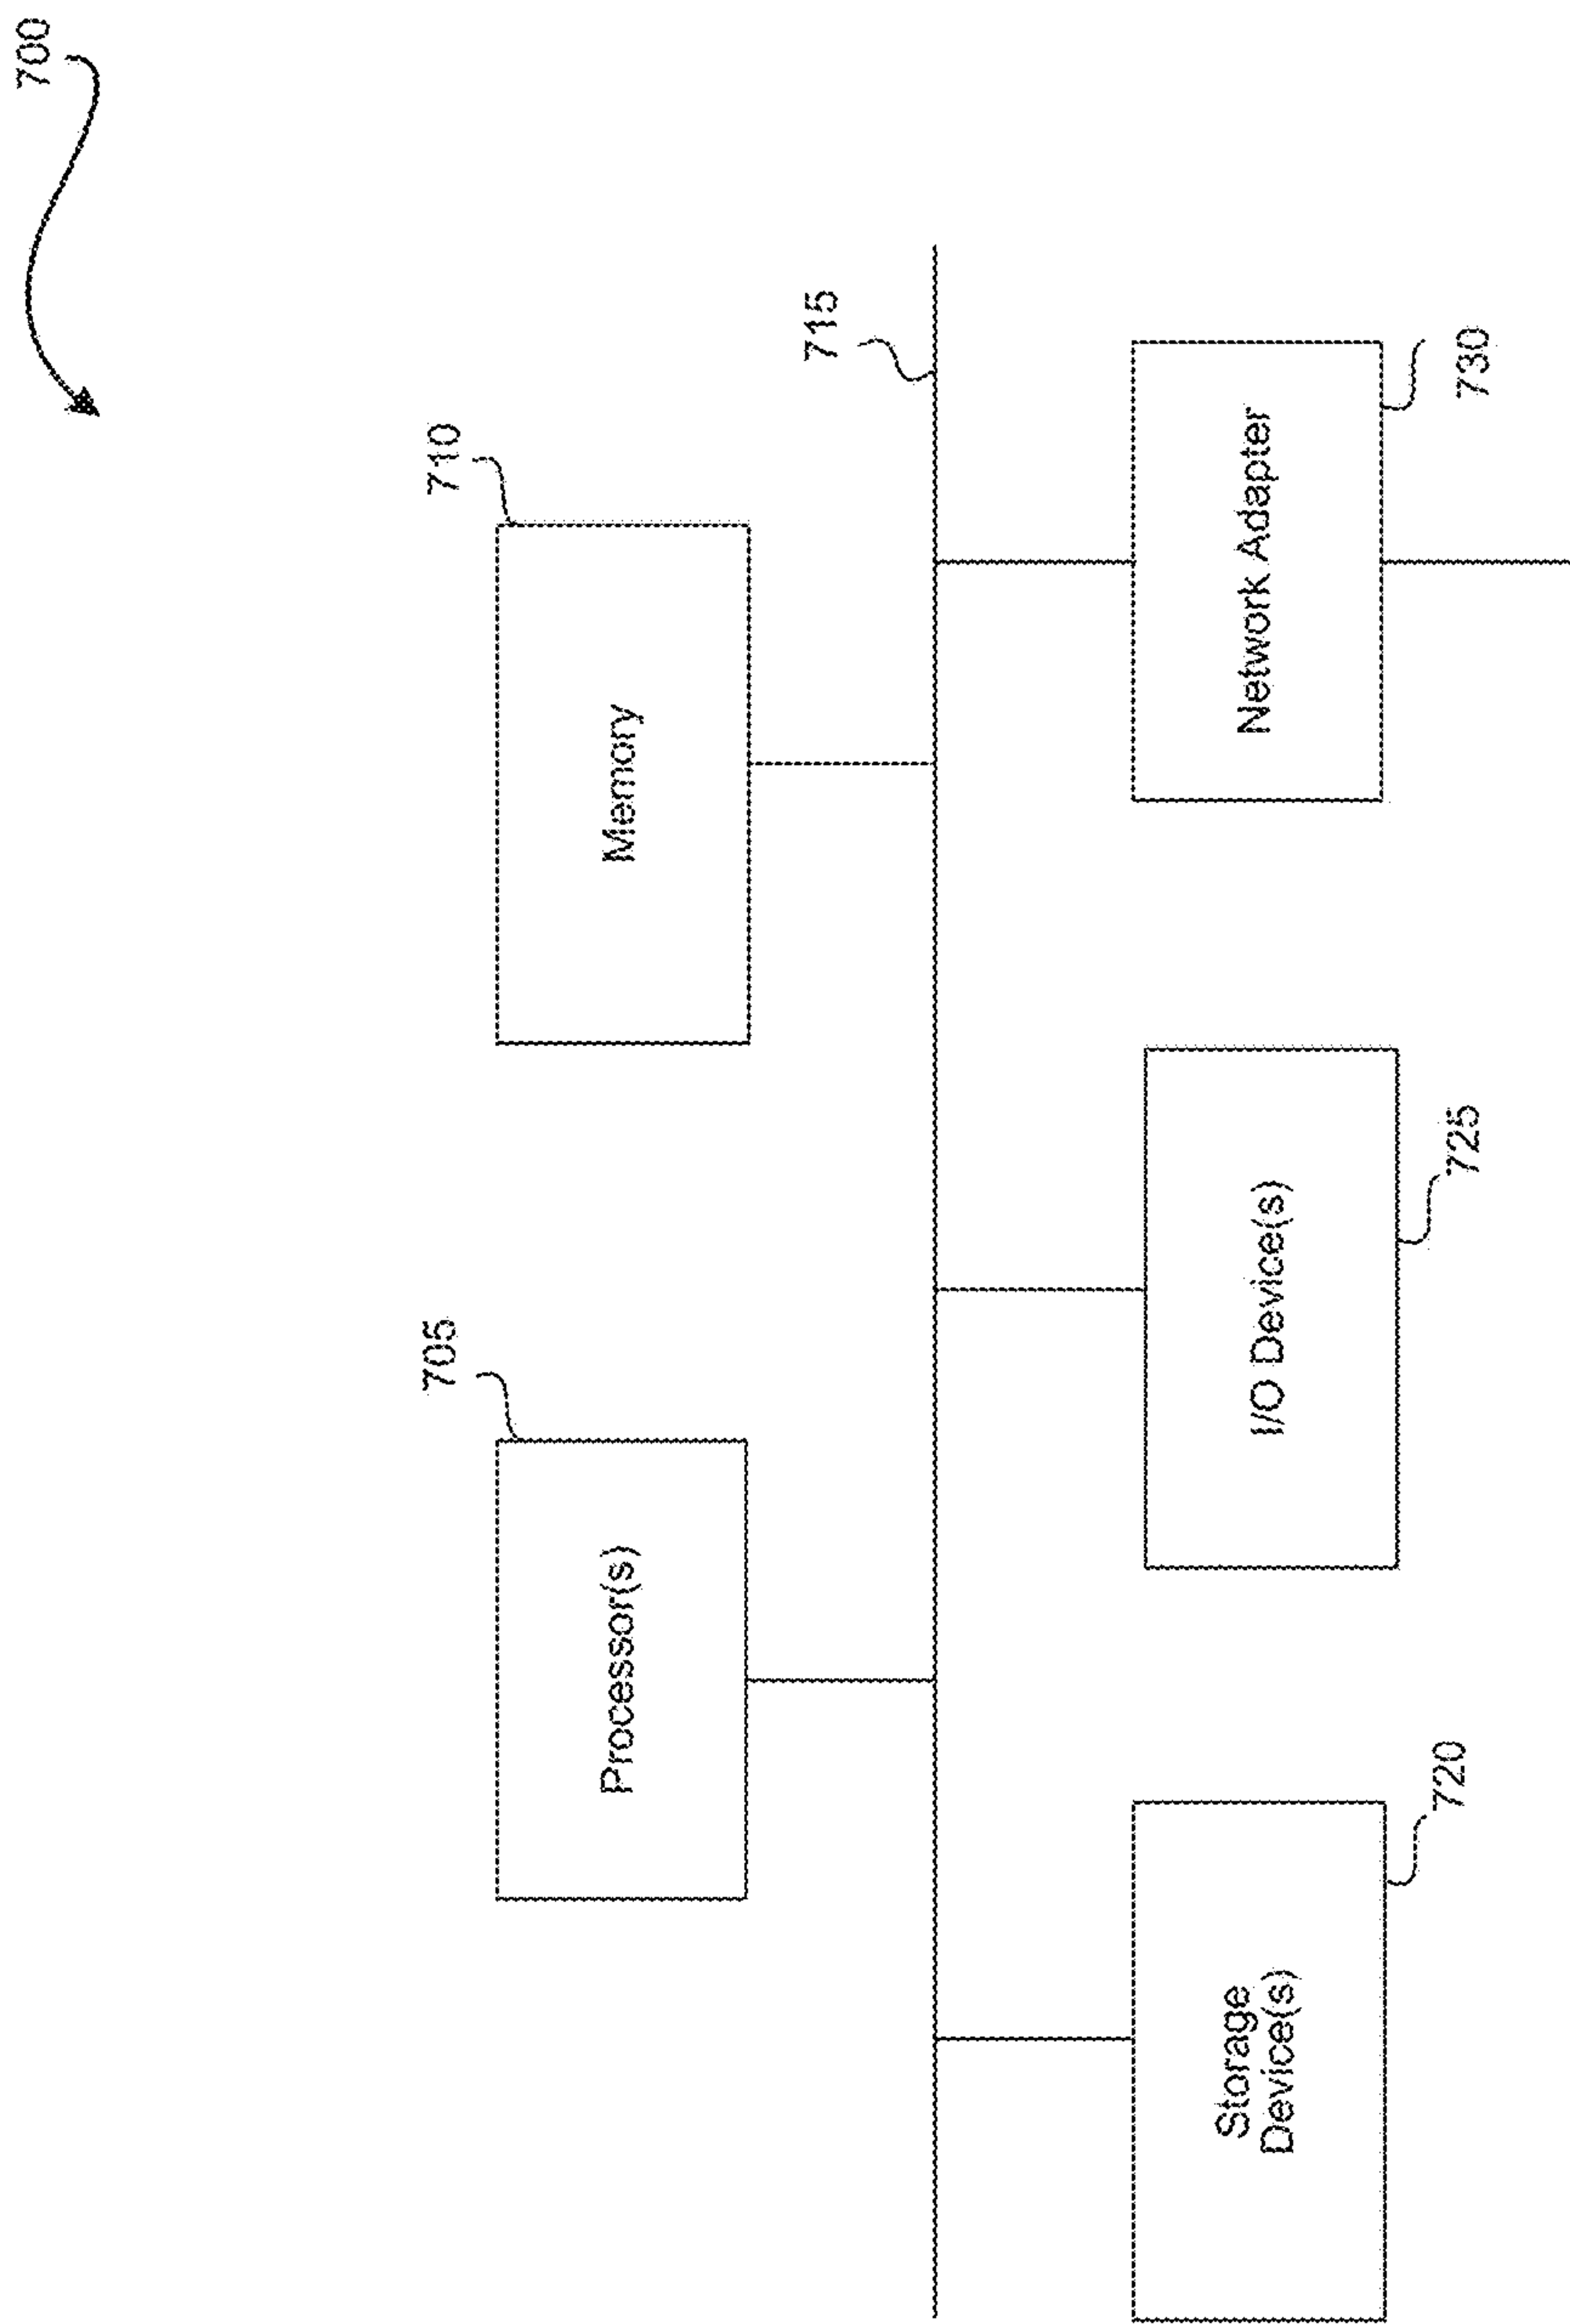 700
710
Memory
705
Processor(s)
715
Network Adapter
730
I/O Device(s)
725
Storage
Device(s)
720